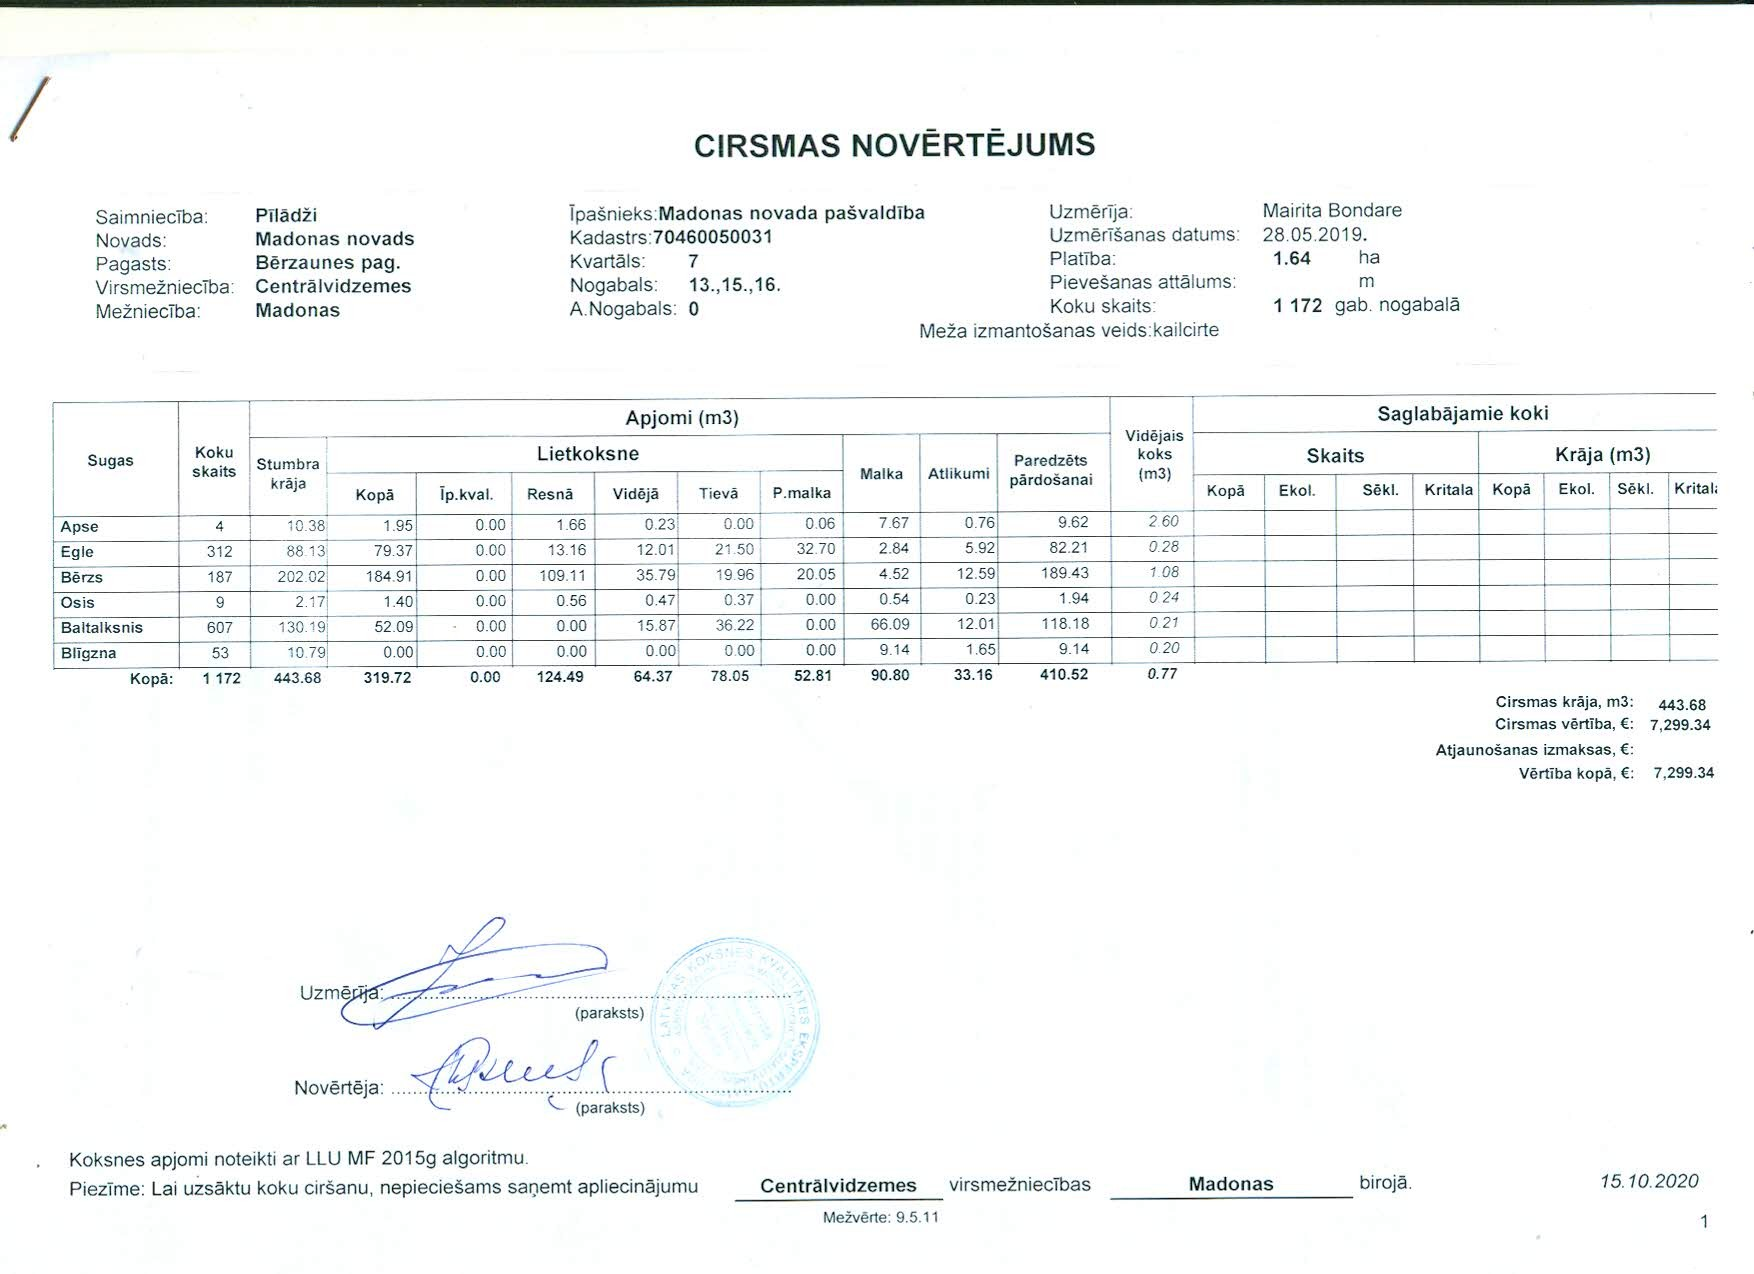 CIRSMAS NOVĒRTĒJUMS
Saimniecība: Pīlādži
Novads: Madonas novads
Pagasts: Bērzaunes pag.
Virsmežniecība: Centrālvidzemes
Mežniecība: Madonas
Īpašnieks:Madonas novada pašvaldība
Kadastrs:70460050031
Kvartāls: 7
Nogabals: 13.,15.,16.
A.Nogabals: 0
Uzmērīja: Mairita Bondare
Uzmērīšanas datums: 28.05.2019.
Platība: 1.64 ha
Pievešanas attālums: m
Koku skaits: 1 172 gab. nogabalā
Meža izmantošanas veids:kailcirte
Sugas Koku skaits Apjomi (m3) Vidējais koks (m3) Saglabājamie koki
Stumbra krāja Lietkoksne Malka Atlikumi Paredzēts pārdošanai Skaits Krāja (m3)
Kopā Īp.kval. Resnā Vidējā Tievā P.malka Kopā Ekol. Sēkl. Kritala Kopā Ekol. Sēkl. Kritala
Apse 4 10.38 1.95 0.00 1.66 0.23 0.00 0.06 7.67 0.76 9.62 2.60
Egle 312 88.13 79.37 0.00 13.16 12.01 21.50 32.70 2.84 5.92 82.21 0.28
Bērzs 187 202.02 184.91 0.00 109.11 35.79 19.96 20.05 4.52 12.59 189.43 1.08
Osis 9 2.17 1.40 0.00 0.56 0.47 0.37 0.00 0.54 0.23 1.94 0.24
Baltalksnis 607 130.19 52.09 0.00 0.00 15.87 36.22 0.00 66.09 12.01 118.18 0.21
Blīgzna 53 10.79 0.00 0.00 0.00 0.00 0.00 0.00 9.14 1.65 9.14 0.20
Kopā: 1 172 443.68 319.72 0.00 124.49 64.37 78.05 52.81 90.80 33.16 410.52 0.77
Cirsmas krāja, m3: 443.68
Cirsmas vērtība, €: 7,299.34
Atjaunošanas izmaksas, €:
Vērtība kopā, €: 7,299.34
Uzmērīja:
(paraksts)
LATVIJAS KOKSNES KVALITĀTES EKSPERTU
Novērtēja:
(paraksts)
Koksnes apjomi noteikti ar LLU MF 2015g algoritmu.
Piezīme: Lai uzsāktu koku ciršanu, nepieciešams saņemt apliecinājumu Centrālvidzemes virsmežniecības Madonas birojā. 15.10.2020
Mežvērte: 9.5.11
1